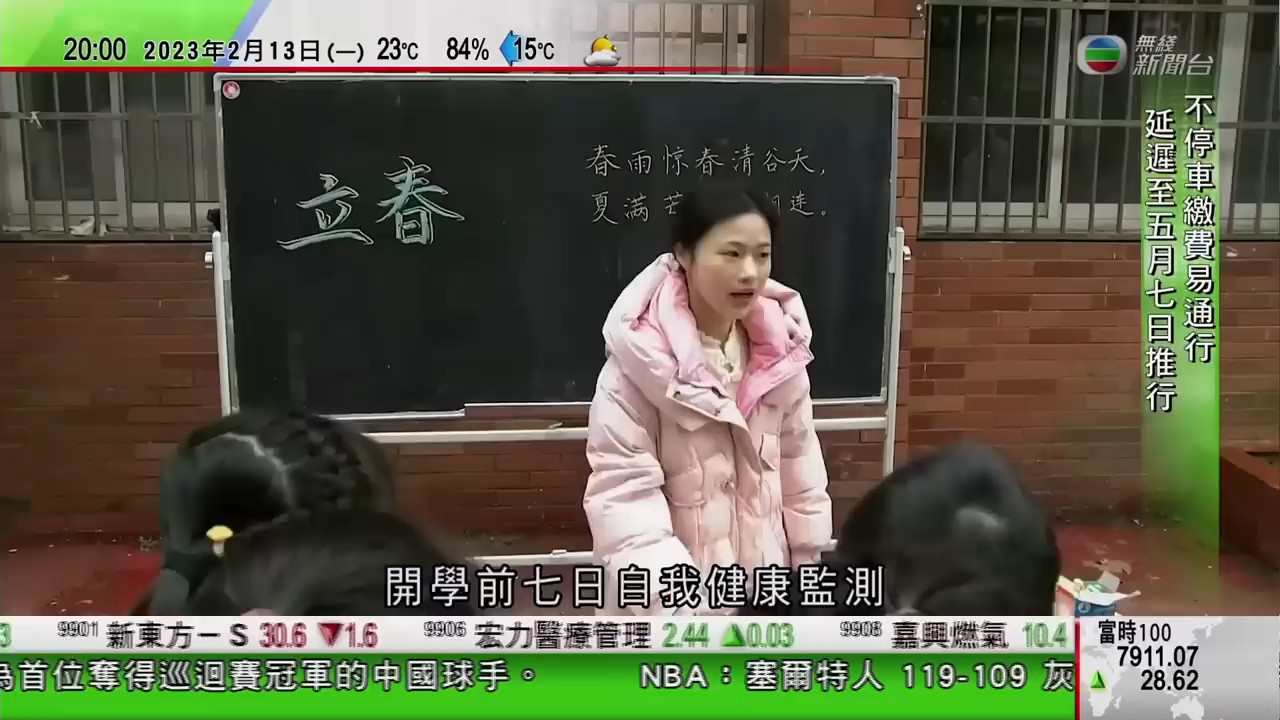 20:00 2023年2月13日(一) 23℃ 84% 15℃
無綫
新聞台
不停車繳費易通行
延遲至五月七日推行
立春
春雨惊春清谷天,
夏满芒
连。
開學前七日自我健康監測
3 9901 新東方－S 30.6 ▼1.6 9906 宏力醫療管理 2.44 ▲0.03 9908 嘉興燃氣 10.4
為首位奪得巡迴賽冠軍的中國球手。 NBA：塞爾特人 119-109 灰
富時100
7911.07
▲ 28.62